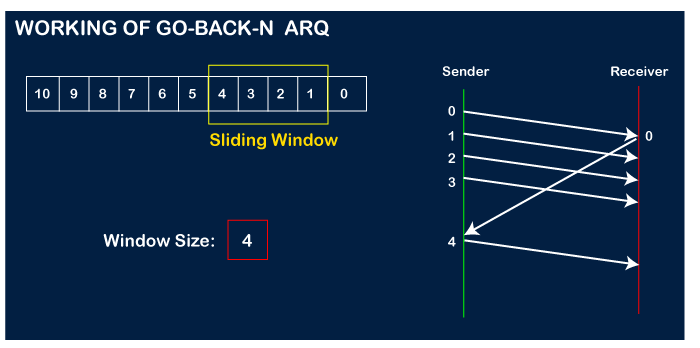 WORKING OF GO-BACK-N ARQ
10 9 8 7 6 5 4 3 2 1 0
Sliding Window
Window Size: 4
Sender Receiver
0
1 0
2
3
4